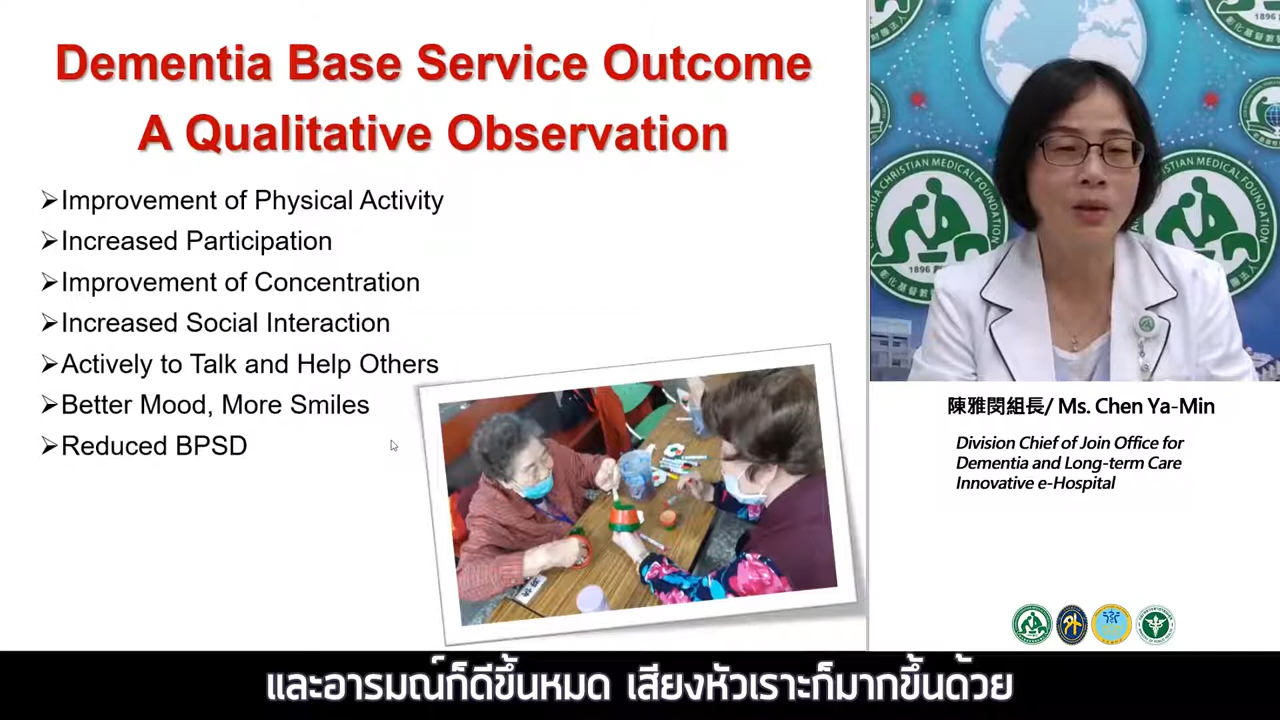 Dementia Base Service Outcome
A Qualitative Observation
➢Improvement of Physical Activity
➢Increased Participation
➢Improvement of Concentration
➢Increased Social Interaction
➢Actively to Talk and Help Others
➢Better Mood, More Smiles
➢Reduced BPSD
CHRISTIAN MEDICAL FOUNDATION
1896
陳雅閔組長/ Ms. Chen Ya-Min
Division Chief of Join Office for
Dementia and Long-term Care
Innovative e-Hospital
และอารมณ์ก็ดีขึ้นหมด เสียงหัวเราะก็มากขึ้นด้วย